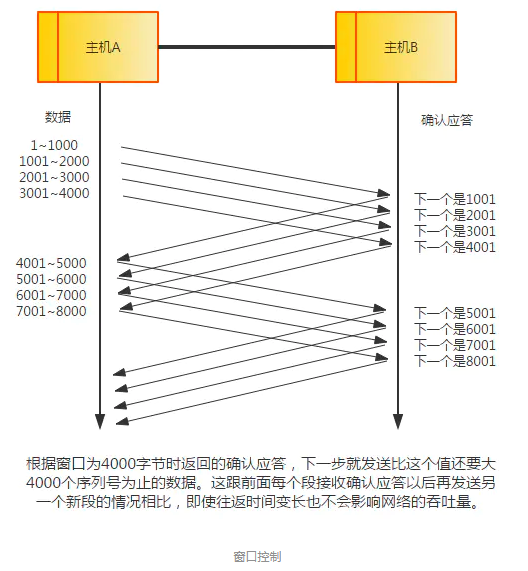 主机A
主机B
数据
确认应答
1~1000
1001~2000
2001~3000
3001~4000
下一个是1001
下一个是2001
下一个是3001
下一个是4001
4001~5000
5001~6000
6001~7000
7001~8000
下一个是5001
下一个是6001
下一个是7001
下一个是8001
根据窗口为4000字节时返回的确认应答，下一步就发送比这个值还要大
4000个序列号为止的数据。这跟前面每个段接收确认应答以后再发送另
一个新段的情况相比，即使往返时间变长也不会影响网络的吞吐量。
窗口控制